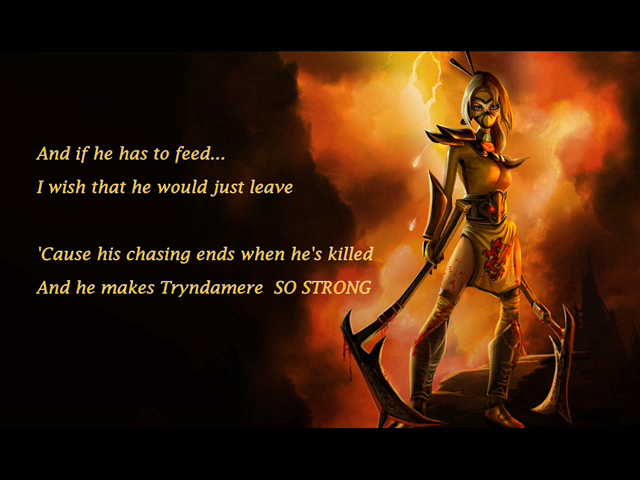 And if he has to feed...
I wish that he would just leave
'Cause his chasing ends when he's killed
And he makes Tryndamere  SO STRONG